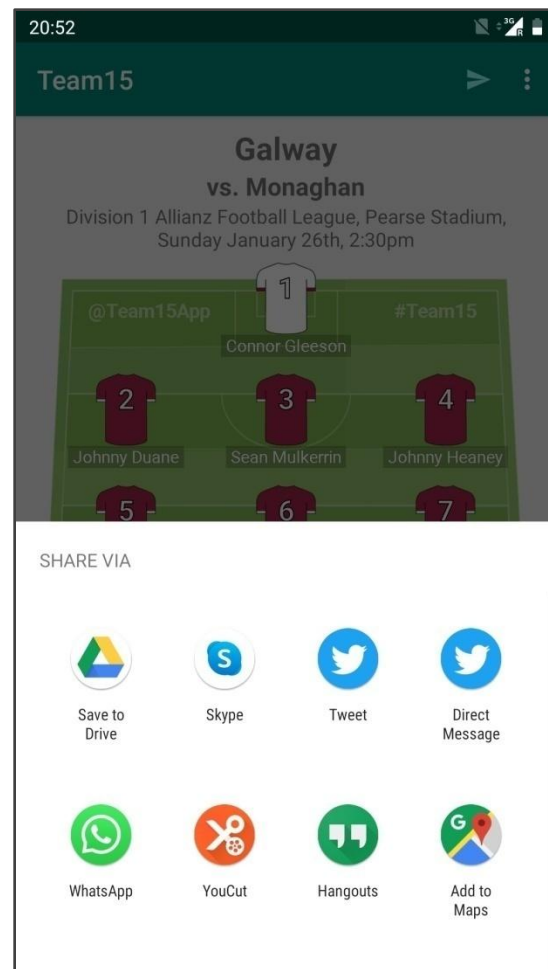 20:52
3G
R
Team15
Galway
vs. Monaghan
Division 1 Allianz Football League, Pearse Stadium,
Sunday January 26th, 2:30pm
1
@Team15App
#Team15
Connor Gleeson
2 3 4
Johnny Duane Sean Mulkerrin Johnny Heaney
5 6 7
SHARE VIA
S
Save to
Drive
Skype
Tweet
Direct
Message
G
WhatsApp
YouCut
Hangouts
Add to
Maps